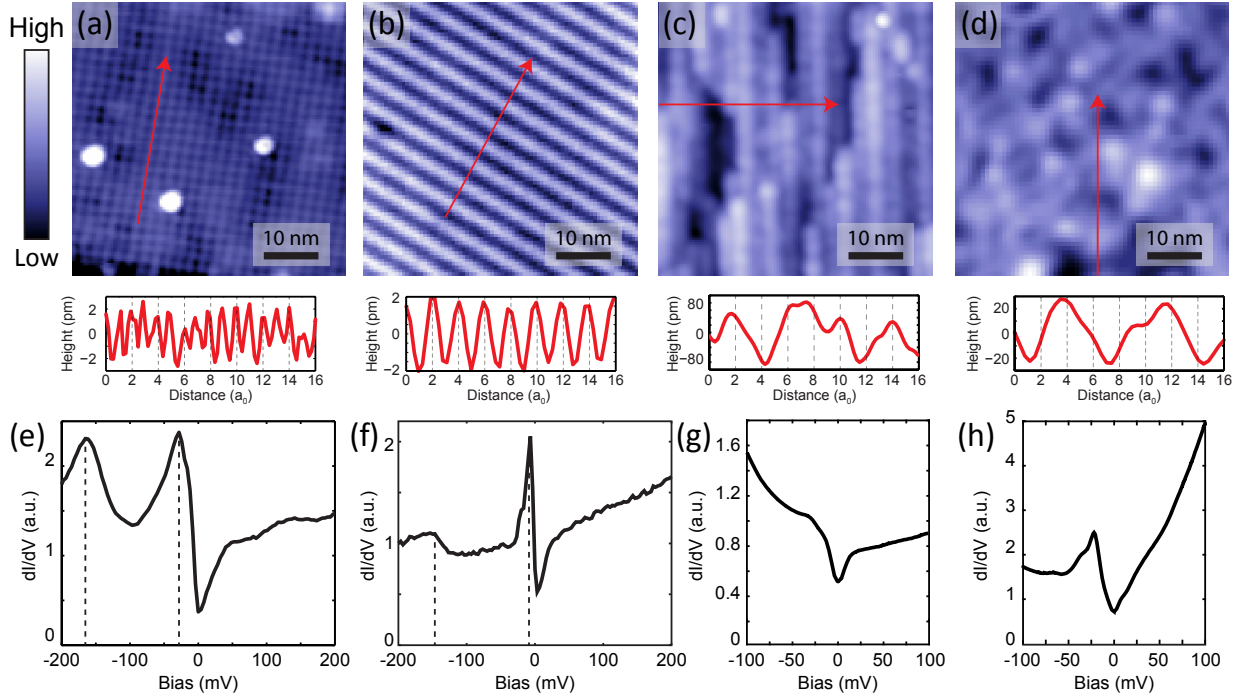 High
Low
(a)
10 nm
(b)
10 nm
(c)
10 nm
(d)
10 nm
Height (pm)
2
0
−2
0 2 4 6 8 10 12 14 16
Distance (a0)
Height (pm)
2
0
−2
0 2 4 6 8 10 12 14 16
Distance (a0)
Height (pm)
80
0
−80
0 2 4 6 8 10 12 14 16
Distance (a0)
Height (pm)
20
0
−20
0 2 4 6 8 10 12 14 16
Distance (a0)
(e)
dI/dV (a.u.)
2
1
0
-200 -100 0 100 200
Bias (mV)
(f)
dI/dV (a.u.)
2
1
0
-200 -100 0 100 200
Bias (mV)
(g)
dI/dV (a.u.)
1.6
1.2
0.8
0.4
0
-100 -50 0 50 100
Bias (mV)
(h)
dI/dV (a.u.)
5
4
3
2
1
0
-100 -50 0 50 100
Bias (mV)